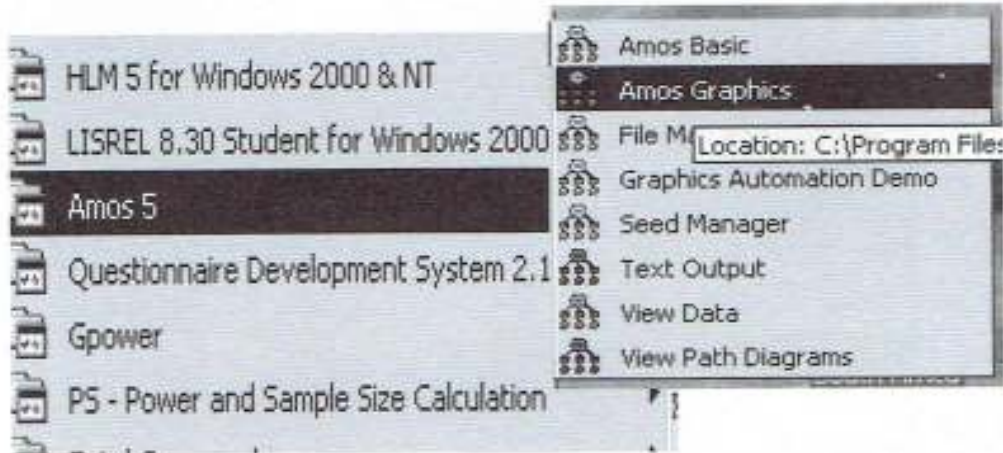 HLM 5 for Windows 2000 & NT
LISREL 8.30 Student for Windows 2000
Amos 5
Questionnaire Development System 2.1
Gpower
PS - Power and Sample Size Calculation
Amos Basic
Amos Graphics
File M
Location: C:\Program Files
Graphics Automation Demo
Seed Manager
Text Output
View Data
View Path Diagrams